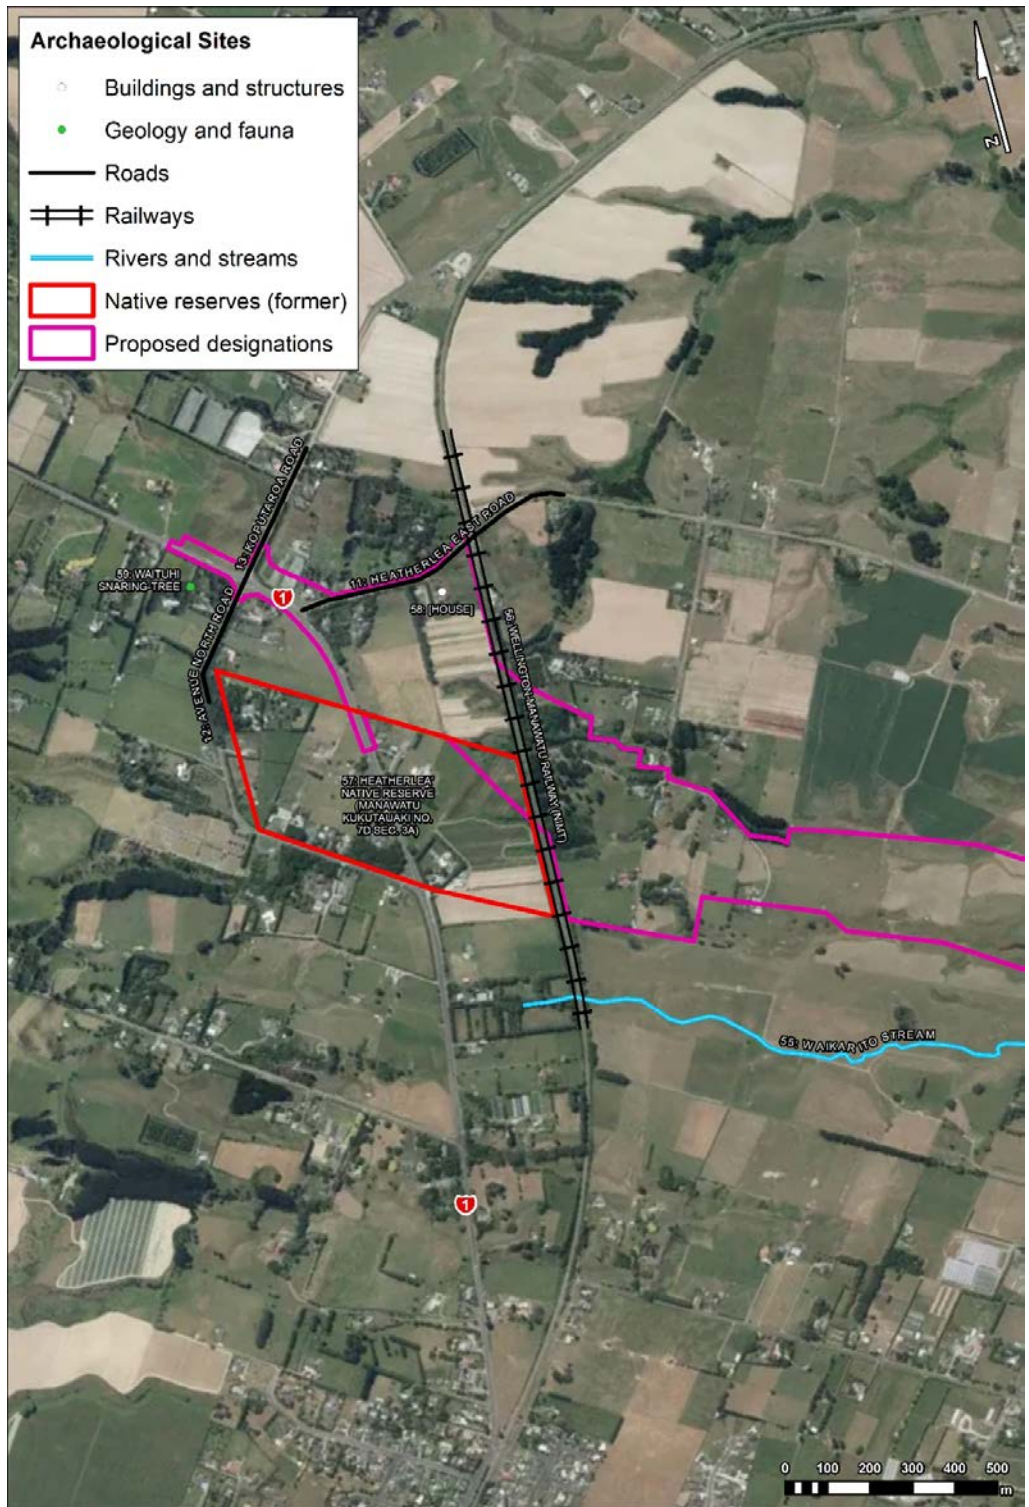 Archaeological Sites
Buildings and structures
Geology and fauna
Roads
Railways
Rivers and streams
Native reserves (former)
Proposed designations
N
13: KOPUTAROA ROAD
11: HEATHERLEA EAST ROAD
59: WAITUHI
SNARING-TREE
1
58: [HOUSE]
12: AVENUE NORTH ROAD
56: WELLINGTON-MANAWATU RAILWAY (NIMT)
57: HEATHERLEA'
NATIVE RESERVE
(MANAWATU
KUKUTAUAKI NO.
7D SEC. 3A)
55: WAIKARITO STREAM
1
0 100 200 300 400 500
m